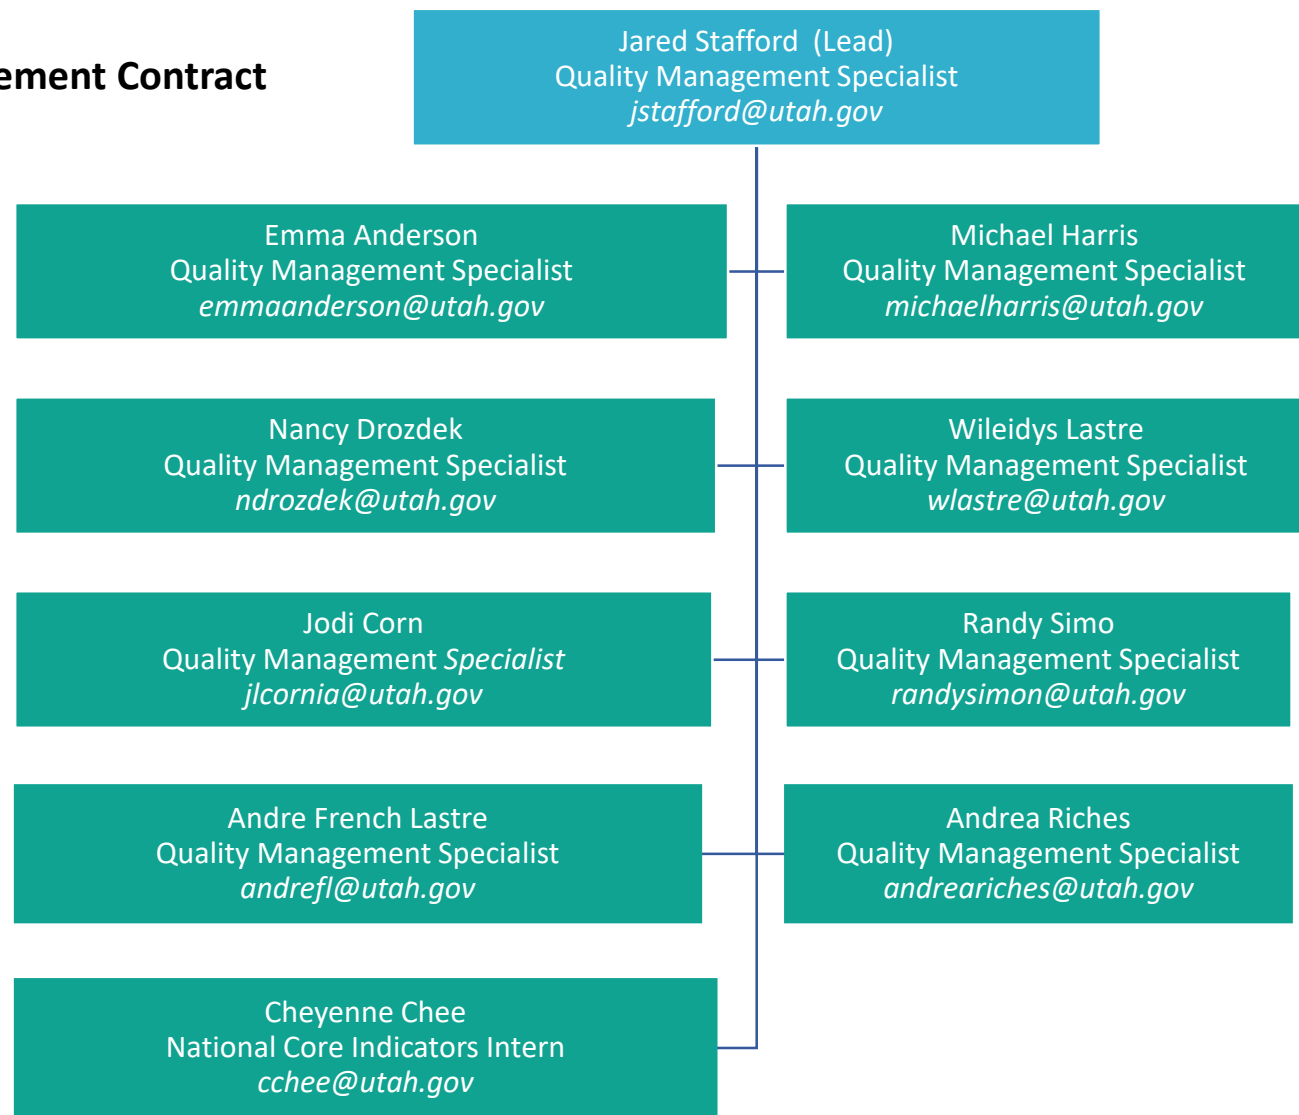 ement Contract
Jared Stafford  (Lead)
Quality Management Specialist
jstafford@utah.gov
Emma Anderson
Quality Management Specialist
emmaanderson@utah.gov
Michael Harris
Quality Management Specialist
michaelharris@utah.gov
Nancy Drozdek
Quality Management Specialist
ndrozdek@utah.gov
Wileidys Lastre
Quality Management Specialist
wlastre@utah.gov
Jodi Corn
Quality Management Specialist
jlcornia@utah.gov
Randy Simo
Quality Management Specialist
randysimon@utah.gov
Andre French Lastre
Quality Management Specialist
andrefl@utah.gov
Andrea Riches
Quality Management Specialist
andreariches@utah.gov
Cheyenne Chee
National Core Indicators Intern
cchee@utah.gov